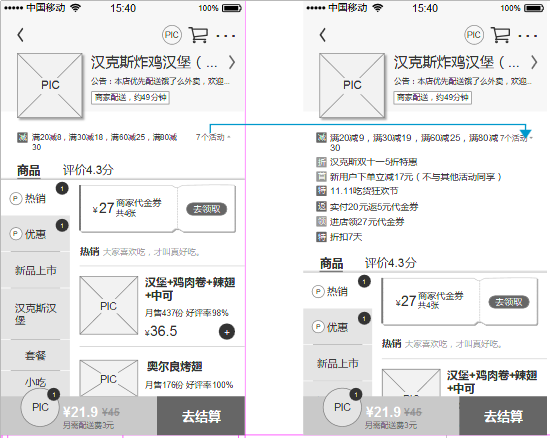 中国移动 15:40 100%
PIC
PIC
汉克斯炸鸡汉堡（...
公告：本店优先配送饿了么外卖，欢迎...
商家配送，约49分钟
减 满20减8，满30减18，满60减25，满80减30 7个活动
商品 评价4.3分
P 热销 1
P 优惠
新品上市
汉克斯汉堡
套餐
小吃
¥27 商家代金券 共4张 去领取
热销 大家喜欢吃，才叫真好吃。
PIC
汉堡+鸡肉卷+辣翅+中可
月售437份 好评率98%
¥36.5 +
PIC
奥尔良烤翅
月售176份 好评率100%
PIC 1
¥21.9 ¥45
月商配送费3元
去结算
中国移动 15:40 100%
PIC
PIC
汉克斯炸鸡汉堡（...
公告：本店优先配送饿了么外卖，欢迎...
商家配送，约49分钟
减 满20减9，满30减19，满60减25，满80减30 7个活动
折 汉克斯双十一5折特惠
首 新用户下单立减17元（不与其他活动同享）
特 11.11吃货狂欢节
返 实付20元返5元代金券
领 进店领27元代金券
特 折扣7天
商品 评价4.3分
P 热销 1
P 优惠 1
新品上市
¥27 商家代金券 共4张 去领取
热销 大家喜欢吃，才叫真好吃。
PIC
汉堡+鸡肉卷+辣翅+中可
PIC 1
¥21.9 ¥45
月商配送费3元
去结算